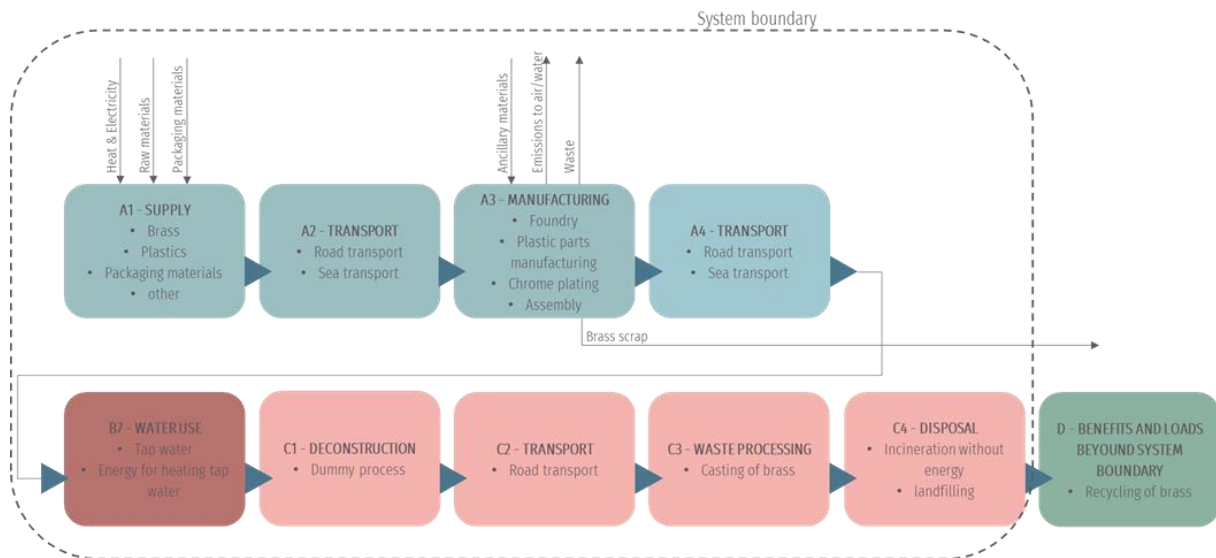 System boundary
Heat & Electricity
Raw materials
Packaging materials
Ancillary materials
Emissions to air/water
Waste
A1 - SUPPLY
• Brass
• Plastics
• Packaging materials
• other
A2 - TRANSPORT
• Road transport
• Sea transport
A3 - MANUFACTURING
• Foundry
• Plastic parts
manufacturing
• Chrome plating
• Assembly
A4 - TRANSPORT
• Road transport
• Sea transport
Brass scrap
B7 - WATER USE
• Tap water
• Energy for heating tap
water
C1 - DECONSTRUCTION
• Dummy process
C2 - TRANSPORT
• Road transport
C3 - WASTE PROCESSING
• Casting of brass
C4 - DISPOSAL
• Incineration without
energy
• landfilling
D - BENEFITS AND LOADS
BEYOUND SYSTEM
BOUNDARY
• Recycling of brass